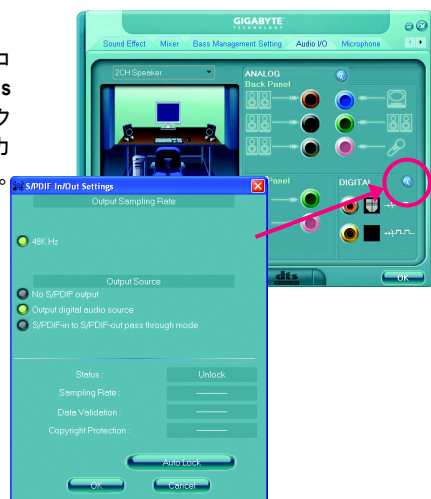 GIGABYTE
TECHNOLOGY
Sound Effect Mixer Bass Management Setting Audio I/O Microphone
コ
s
ク
力
。
2CH Speaker
ANALOG
Back Panel
Panel
DIGITAL
dts
OK
S/PDIF In/Out Settings
Output Sampling Rate
48K Hz
Output Source
No S/PDIF output
Output digital audio source
S/PDIF-in to S/PDIF-out pass through mode
Status : Unlock
Sampling Rate :
Data Validation :
Copyright Protection :
Auto Lock
OK Cancel